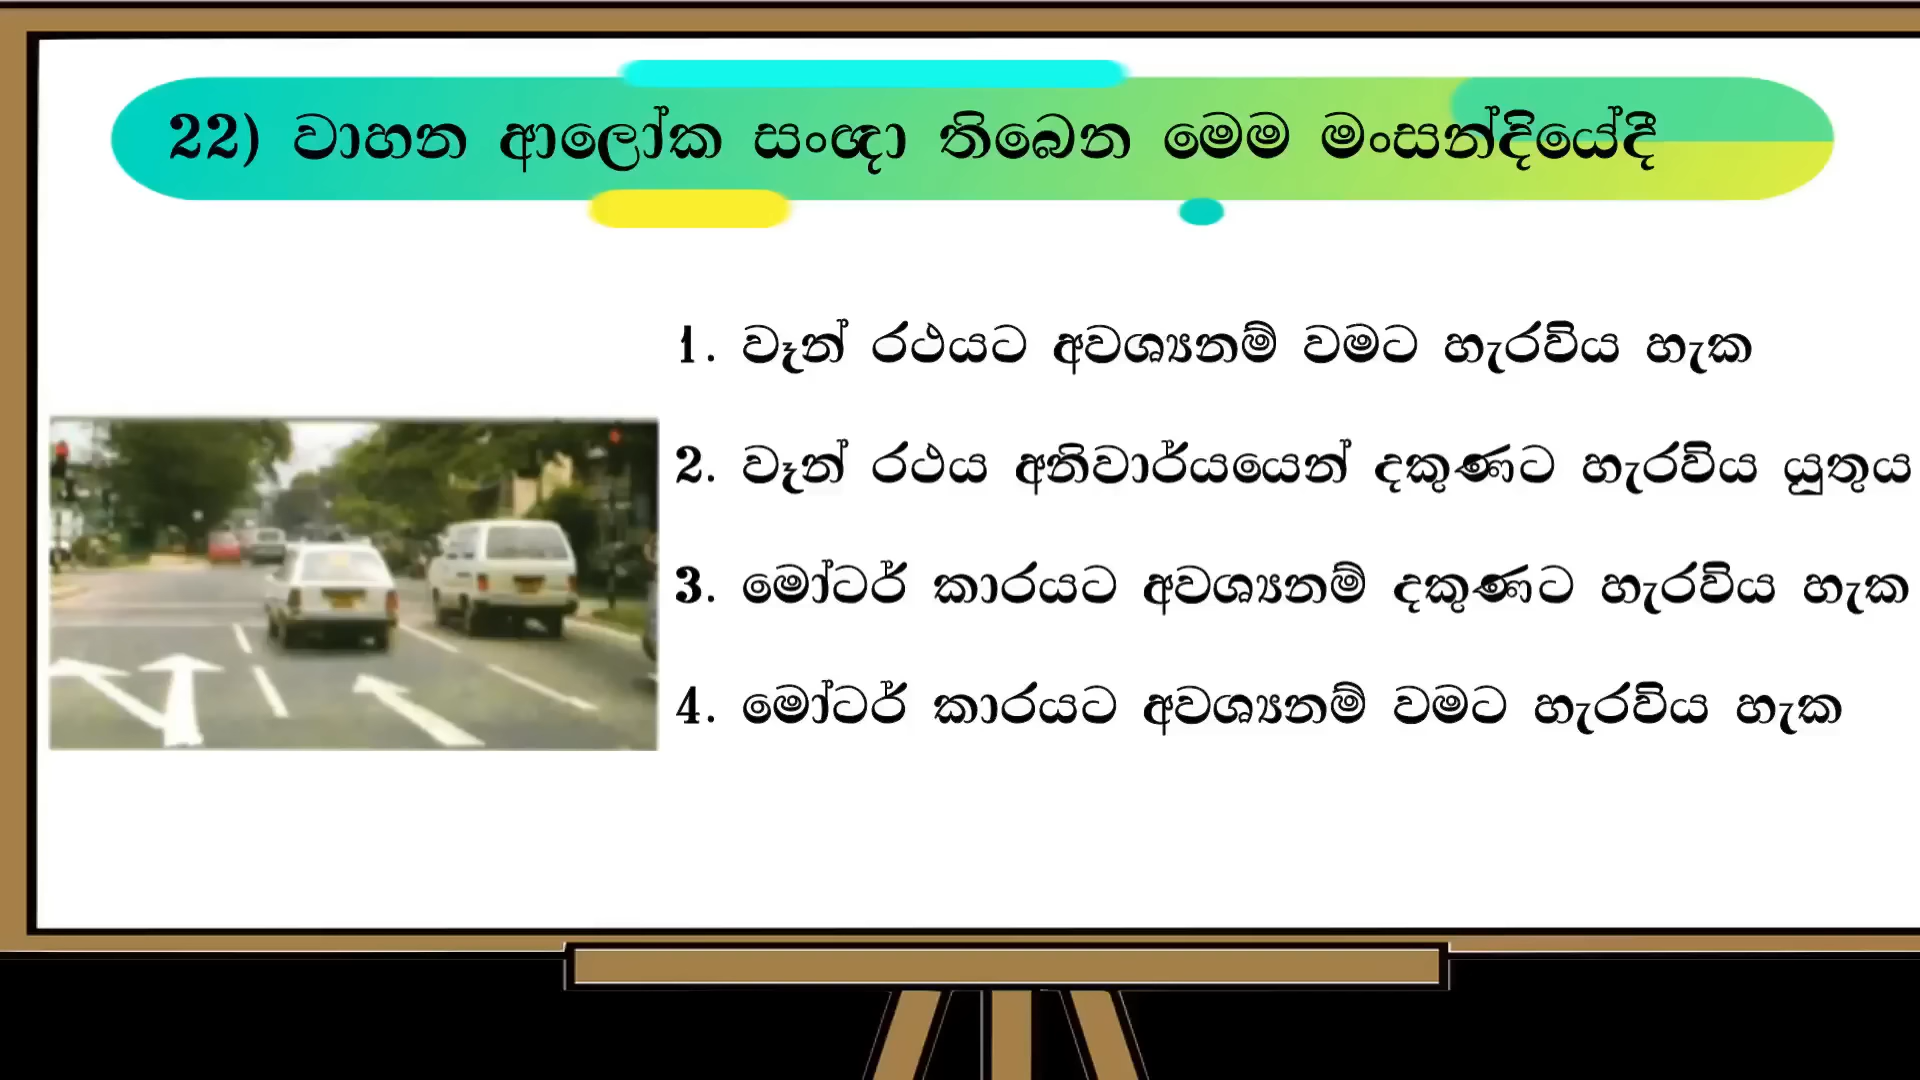 22) වාහන ආලෝක සංඥා තිබෙන මෙම මංසන්දියේදී
1. වෑන් රථයට අවශ්‍යනම් වමට හැරවිය හැක
2. වෑන් රථය අනිවාර්යයෙන් දකුණට හැරවිය යුතුය
3. මෝටර් කාරයට අවශ්‍යනම් දකුණට හැරවිය හැක
4. මෝටර් කාරයට අවශ්‍යනම් වමට හැරවිය හැක